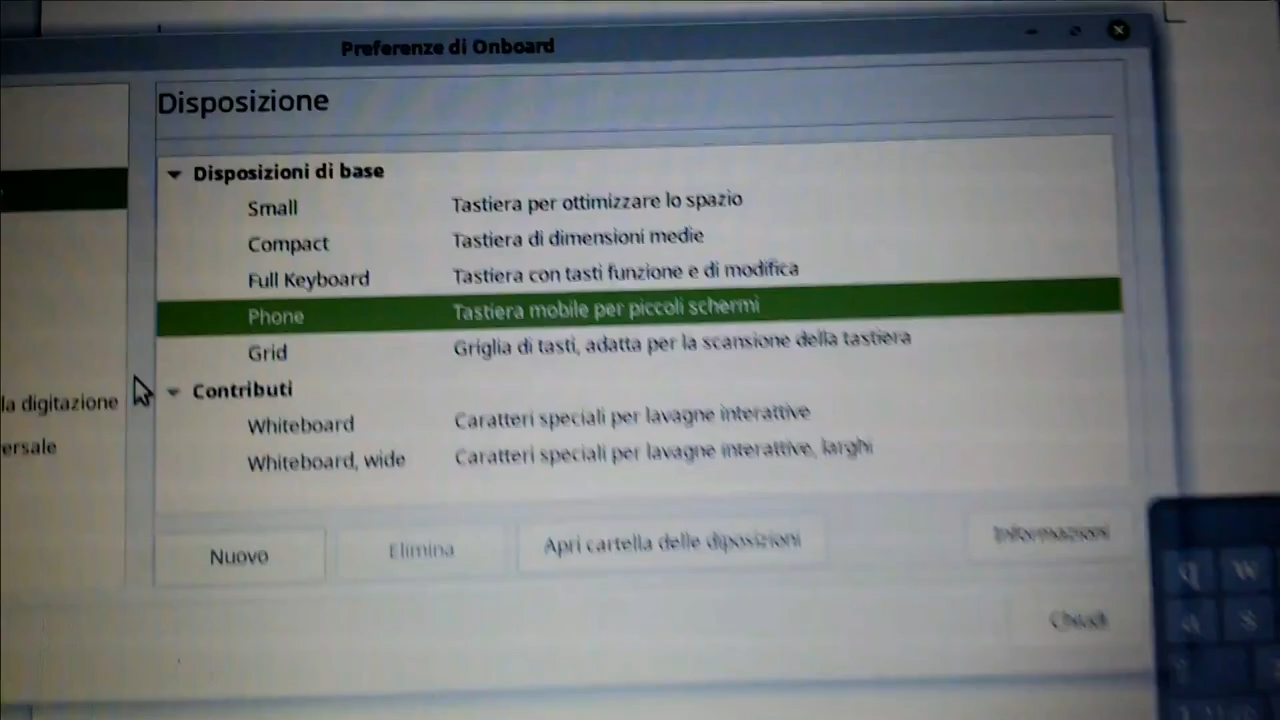 Preferenze di Onboard
Disposizione
Disposizioni di base
Small Tastiera per ottimizzare lo spazio
Compact Tastiera di dimensioni medie
Full Keyboard Tastiera con tasti funzione e di modifica
Phone Tastiera mobile per piccoli schermi
Grid Griglia di tasti, adatta per la scansione della tastiera
la digitazione
Contributi
ersale
Whiteboard Caratteri speciali per lavagne interattive
Whiteboard, wide Caratteri speciali per lavagne interattive, larghi
Nuovo Elimina Apri cartella delle diposizioni Informazioni
Chiudi
q w
a s